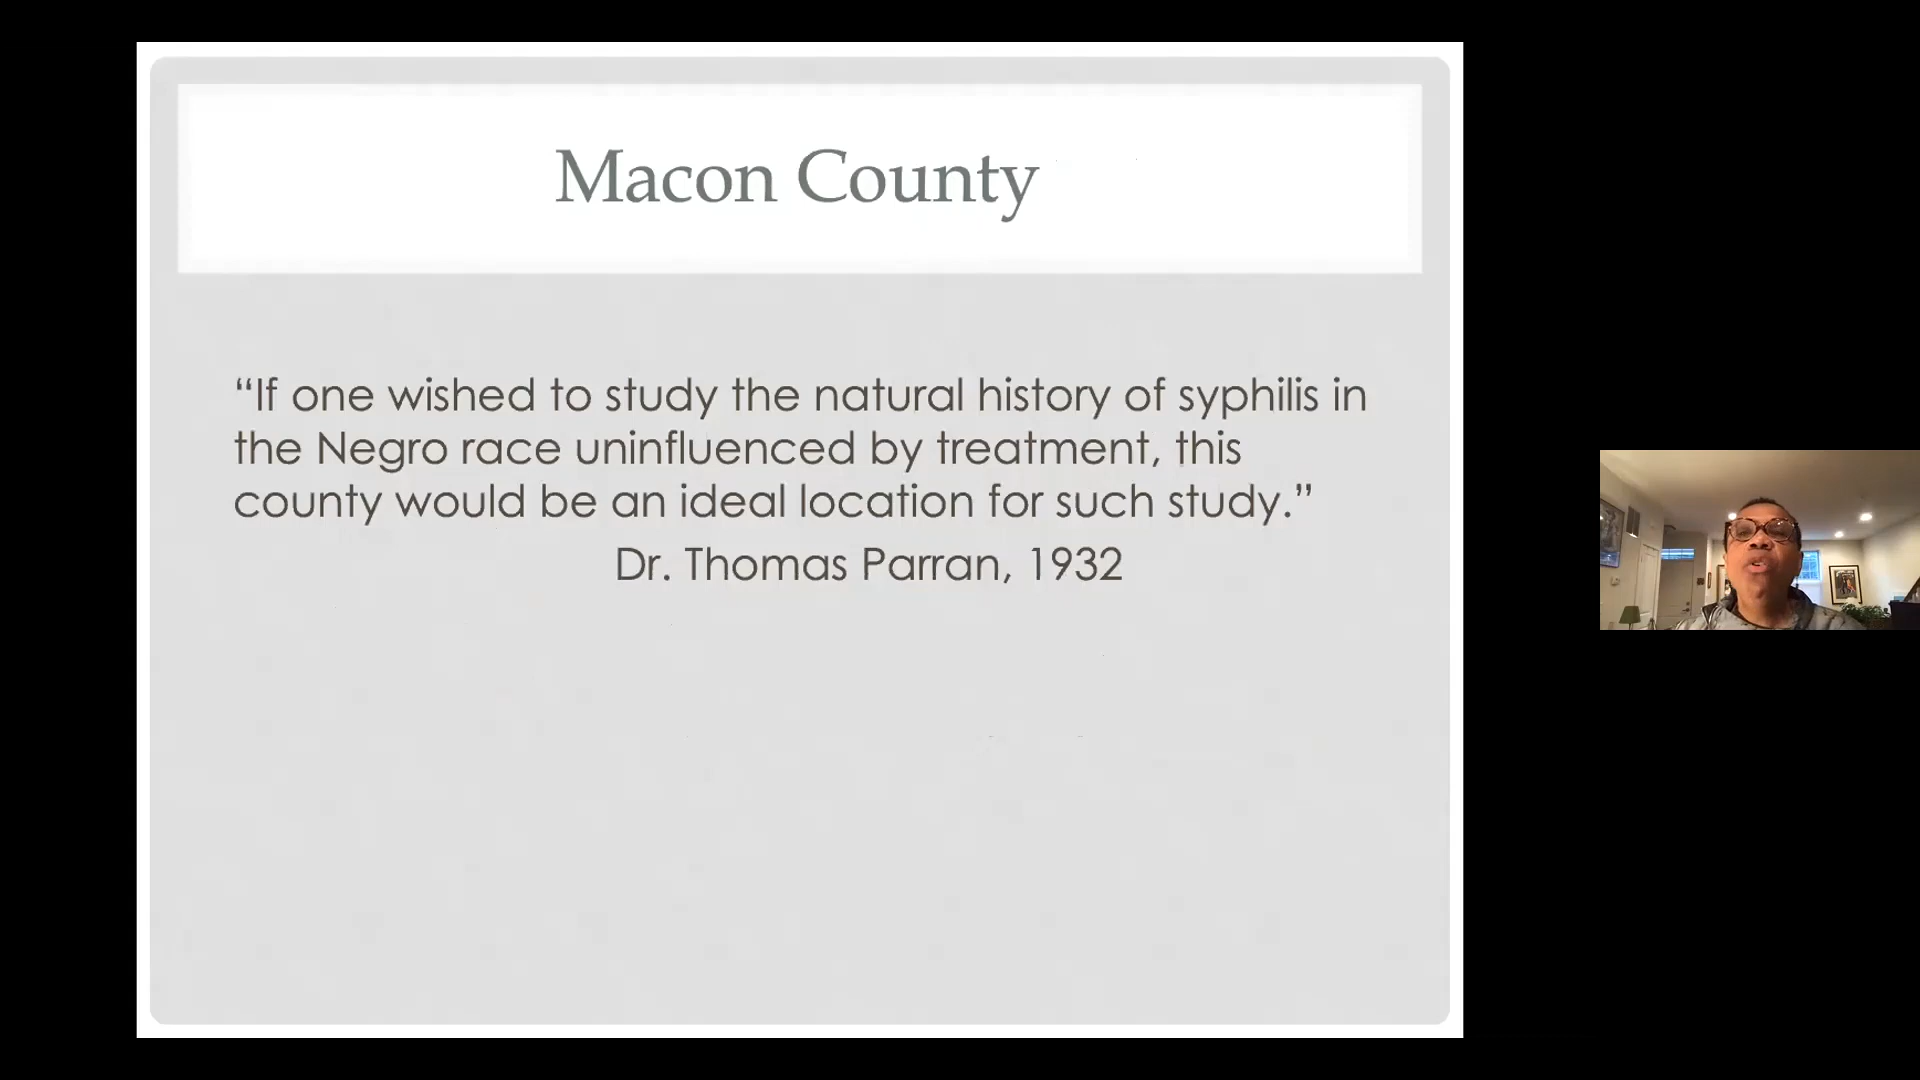 Macon County
“If one wished to study the natural history of syphilis in
the Negro race uninfluenced by treatment, this
county would be an ideal location for such study.”
Dr. Thomas Parran, 1932